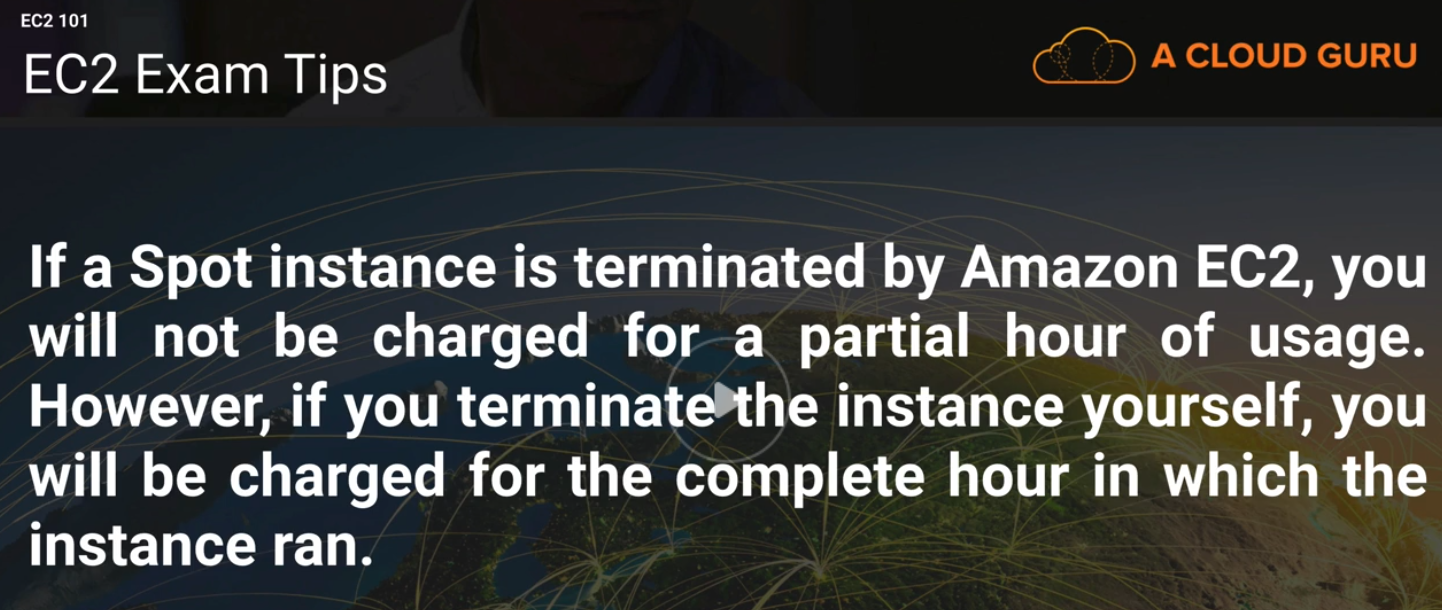 EC2 101
EC2 Exam Tips
A CLOUD GURU
If a Spot instance is terminated by Amazon EC2, you
will not be charged for a partial hour of usage.
However, if you terminate the instance yourself, you
will be charged for the complete hour in which the
instance ran.